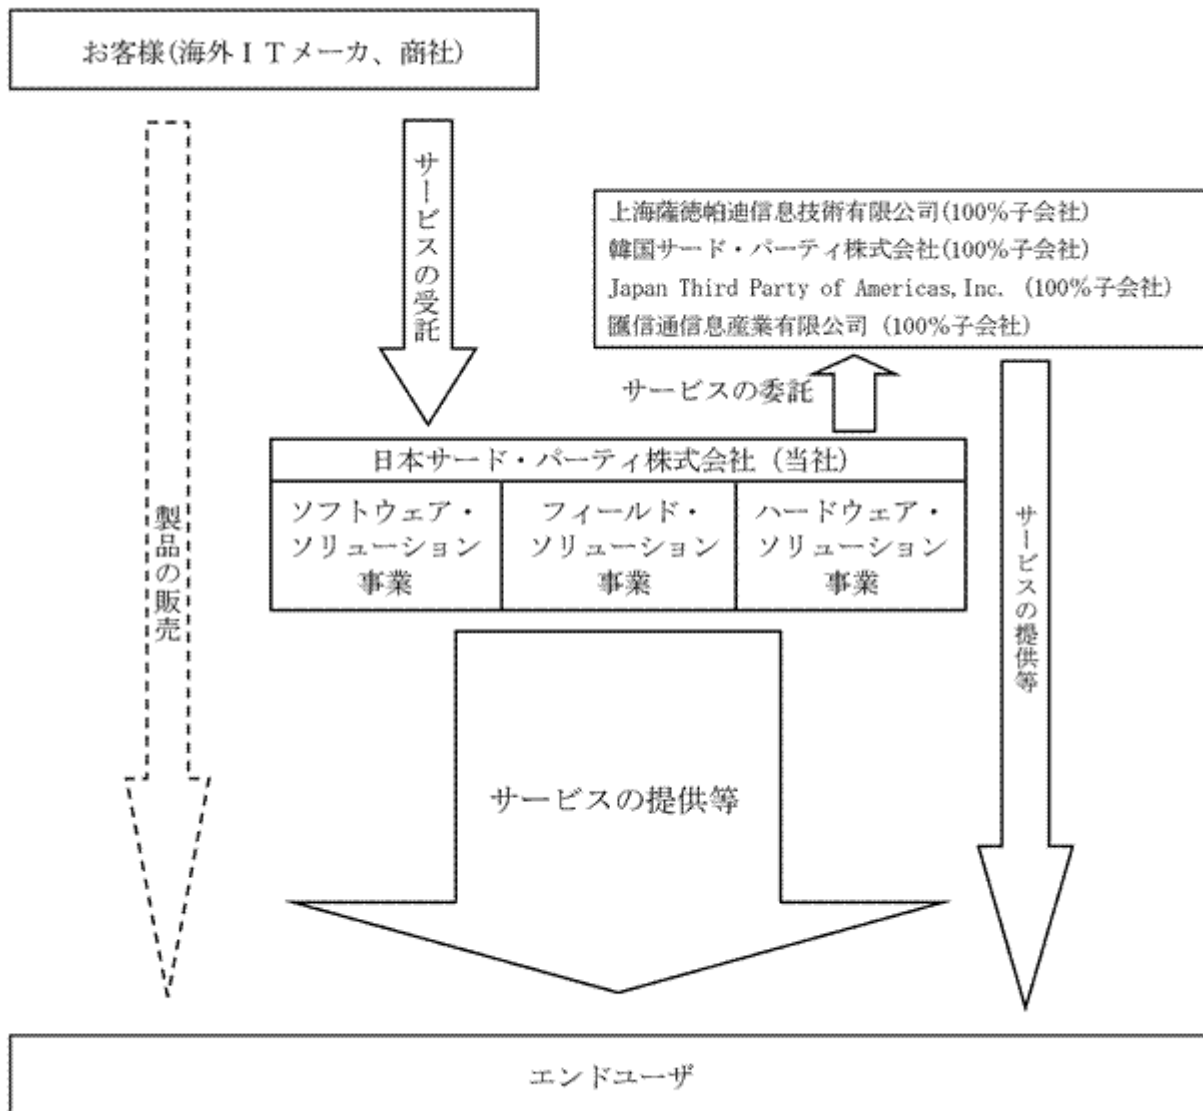 お客様(海外ＩＴメーカ、商社)
サービスの受託
上海薩徳帕迪信息技術有限公司(100%子会社)
韓国サード・パーティ株式会社(100%子会社)
Japan Third Party of Americas,Inc. (100%子会社)
匯信通信息産業有限公司 (100%子会社)
サービスの委託
日本サード・パーティ株式会社 (当社)
ソフトウェア・
ソリューション
事業
フィールド・
ソリューション
事業
ハードウェア・
ソリューション
事業
製品の販売
サービスの提供等
サービスの提供等
エンドユーザ